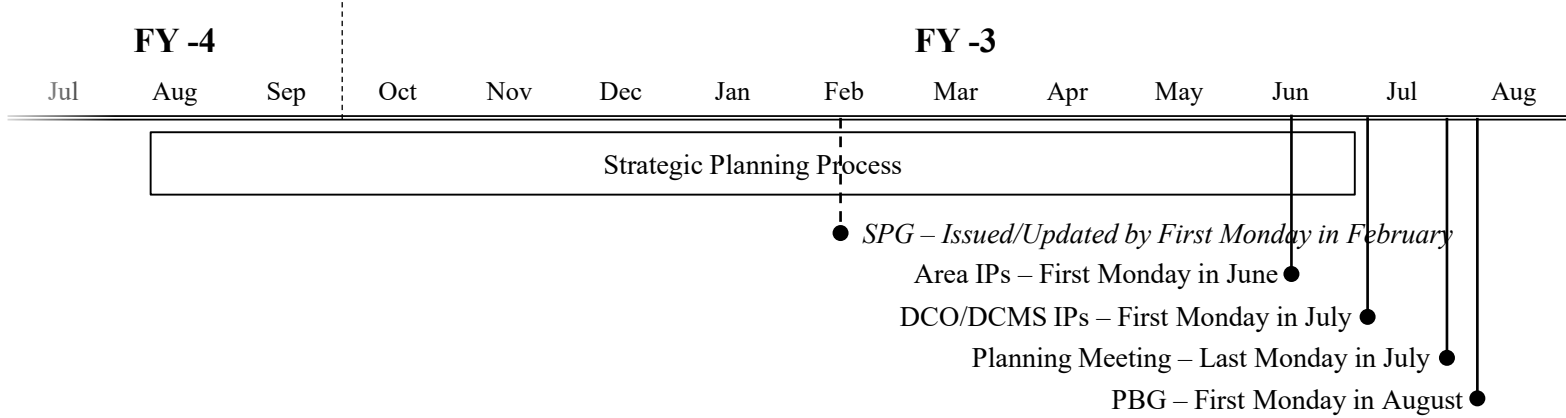 FY -4 FY -3
Jul Aug Sep Oct Nov Dec Jan Feb Mar Apr May Jun Jul Aug
Strategic Planning Process
SPG – Issued/Updated by First Monday in February
Area IPs – First Monday in June
DCO/DCMS IPs – First Monday in July
Planning Meeting – Last Monday in July
PBG – First Monday in August